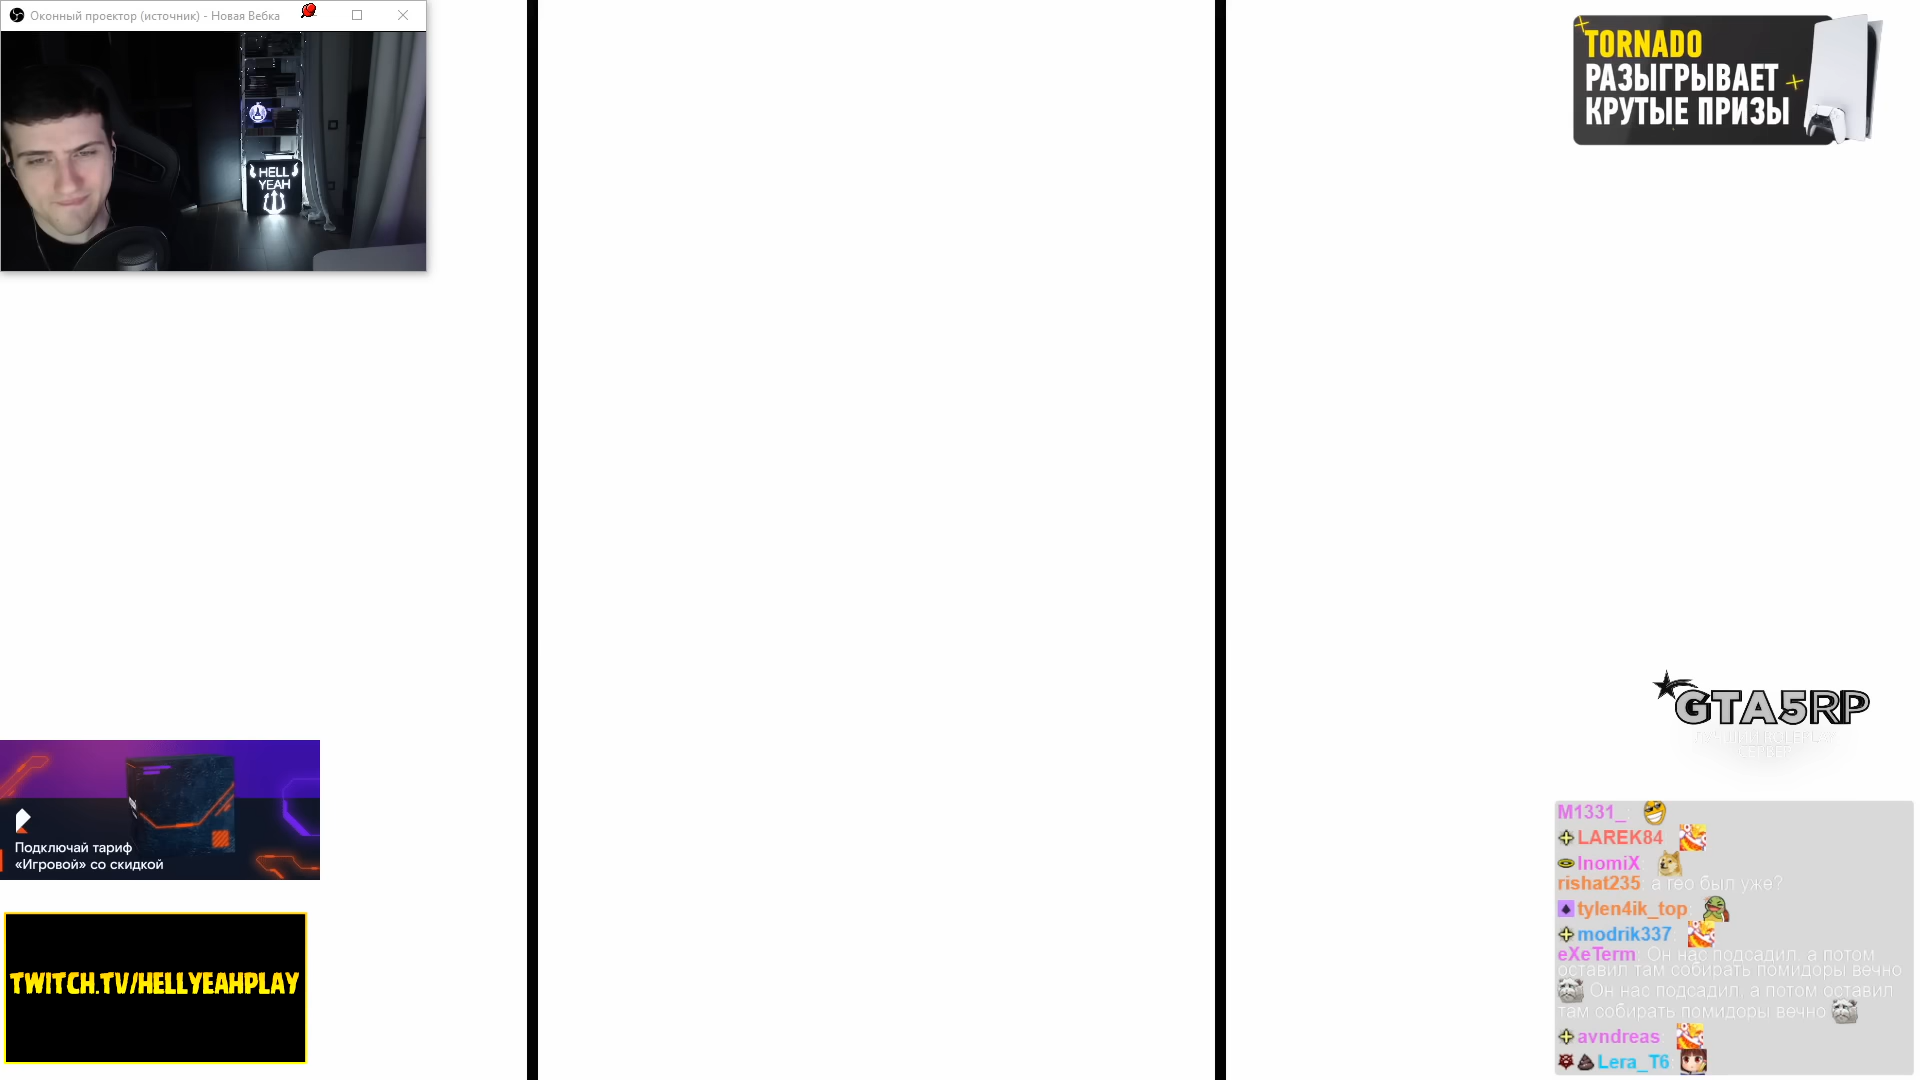 Оконный проектор (источник) - Новая Вебка
HELL
YEAH
TORNADO
РАЗЫГРЫВАЕТ
КРУТЫЕ ПРИЗЫ
GTA5RP
Подключай тариф
«Игровой» со скидкой
TWITCH.TV/HELLYEAHPLAY
M1331_
LAREK84
InomiX
rishat235: а гео был уже?
tylen4ik_top
modrik337
eXeTerm: Он нас подсадил, а потом
оставил там собирать помидоры вечно
Он нас подсадил, а потом оставил
там собирать помидоры вечно
avndreas
Lera_T6